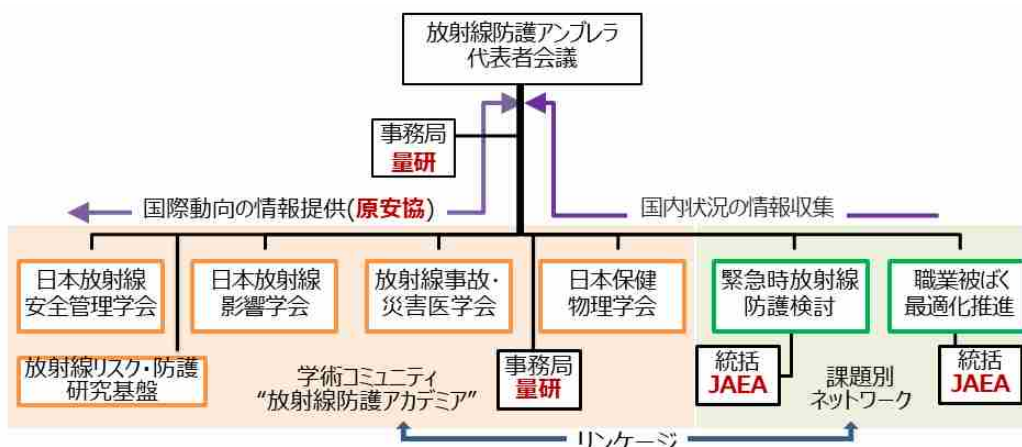 放射線防護アンブレラ
代表者会議
事務局
量研
国際動向の情報提供(原安協)
国内状況の情報収集
日本放射線
安全管理学会
日本放射線
影響学会
放射線事故・
災害医学会
日本保健
物理学会
緊急時放射線
防護検討
職業被ばく
最適化推進
放射線リスク・防護
研究基盤
学術コミュニティ
“放射線防護アカデミア”
事務局
量研
統括
JAEA
課題別
ネットワーク
統括
JAEA
リンケージ